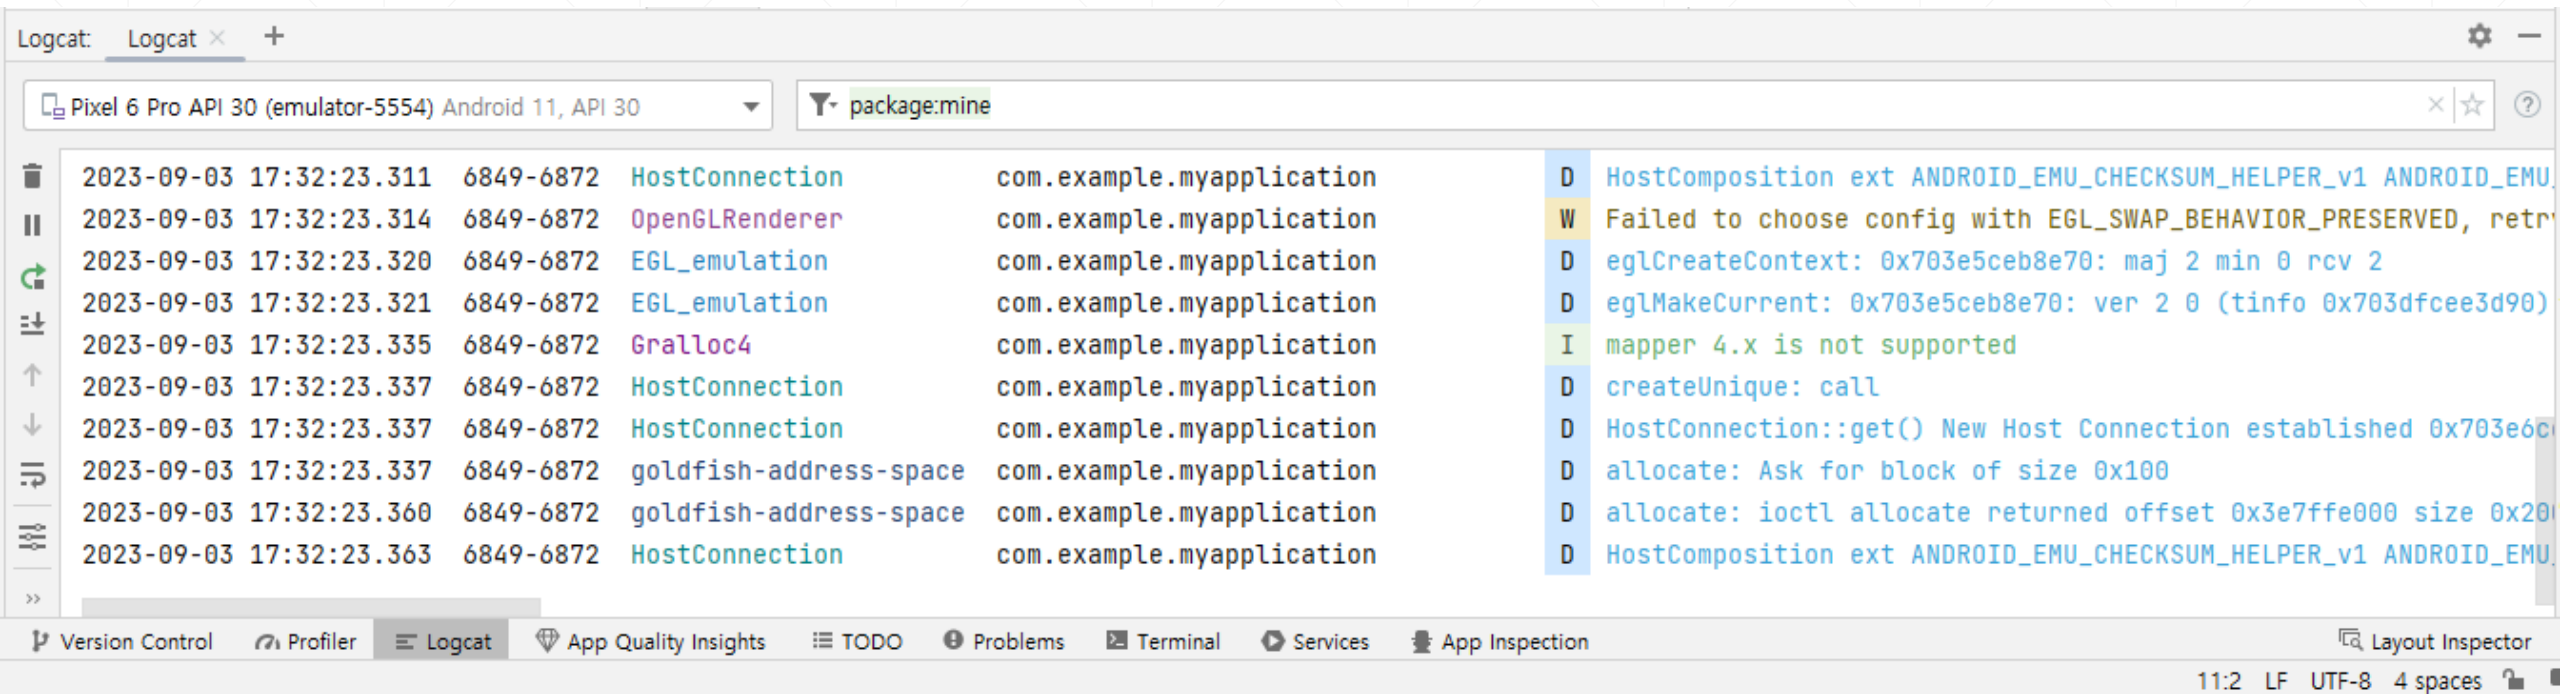 Logcat: Logcat
Pixel 6 Pro API 30 (emulator-5554) Android 11, API 30 package:mine
2023-09-03 17:32:23.311 6849-6872 HostConnection com.example.myapplication D HostComposition ext ANDROID_EMU_CHECKSUM_HELPER_v1 ANDROID_EMU_
2023-09-03 17:32:23.314 6849-6872 OpenGLRenderer com.example.myapplication W Failed to choose config with EGL_SWAP_BEHAVIOR_PRESERVED, retr
2023-09-03 17:32:23.320 6849-6872 EGL_emulation com.example.myapplication D eglCreateContext: 0x703e5ceb8e70: maj 2 min 0 rcv 2
2023-09-03 17:32:23.321 6849-6872 EGL_emulation com.example.myapplication D eglMakeCurrent: 0x703e5ceb8e70: ver 2 0 (tinfo 0x703dfcee3d90)
2023-09-03 17:32:23.335 6849-6872 Gralloc4 com.example.myapplication I mapper 4.x is not supported
2023-09-03 17:32:23.337 6849-6872 HostConnection com.example.myapplication D createUnique: call
2023-09-03 17:32:23.337 6849-6872 HostConnection com.example.myapplication D HostConnection::get() New Host Connection established 0x703e6c
2023-09-03 17:32:23.337 6849-6872 goldfish-address-space com.example.myapplication D allocate: Ask for block of size 0x100
2023-09-03 17:32:23.360 6849-6872 goldfish-address-space com.example.myapplication D allocate: ioctl allocate returned offset 0x3e7ffe000 size 0x20
2023-09-03 17:32:23.363 6849-6872 HostConnection com.example.myapplication D HostComposition ext ANDROID_EMU_CHECKSUM_HELPER_v1 ANDROID_EMU_
Version Control Profiler Logcat App Quality Insights TODO Problems Terminal Services App Inspection Layout Inspector
11:2 LF UTF-8 4 spaces